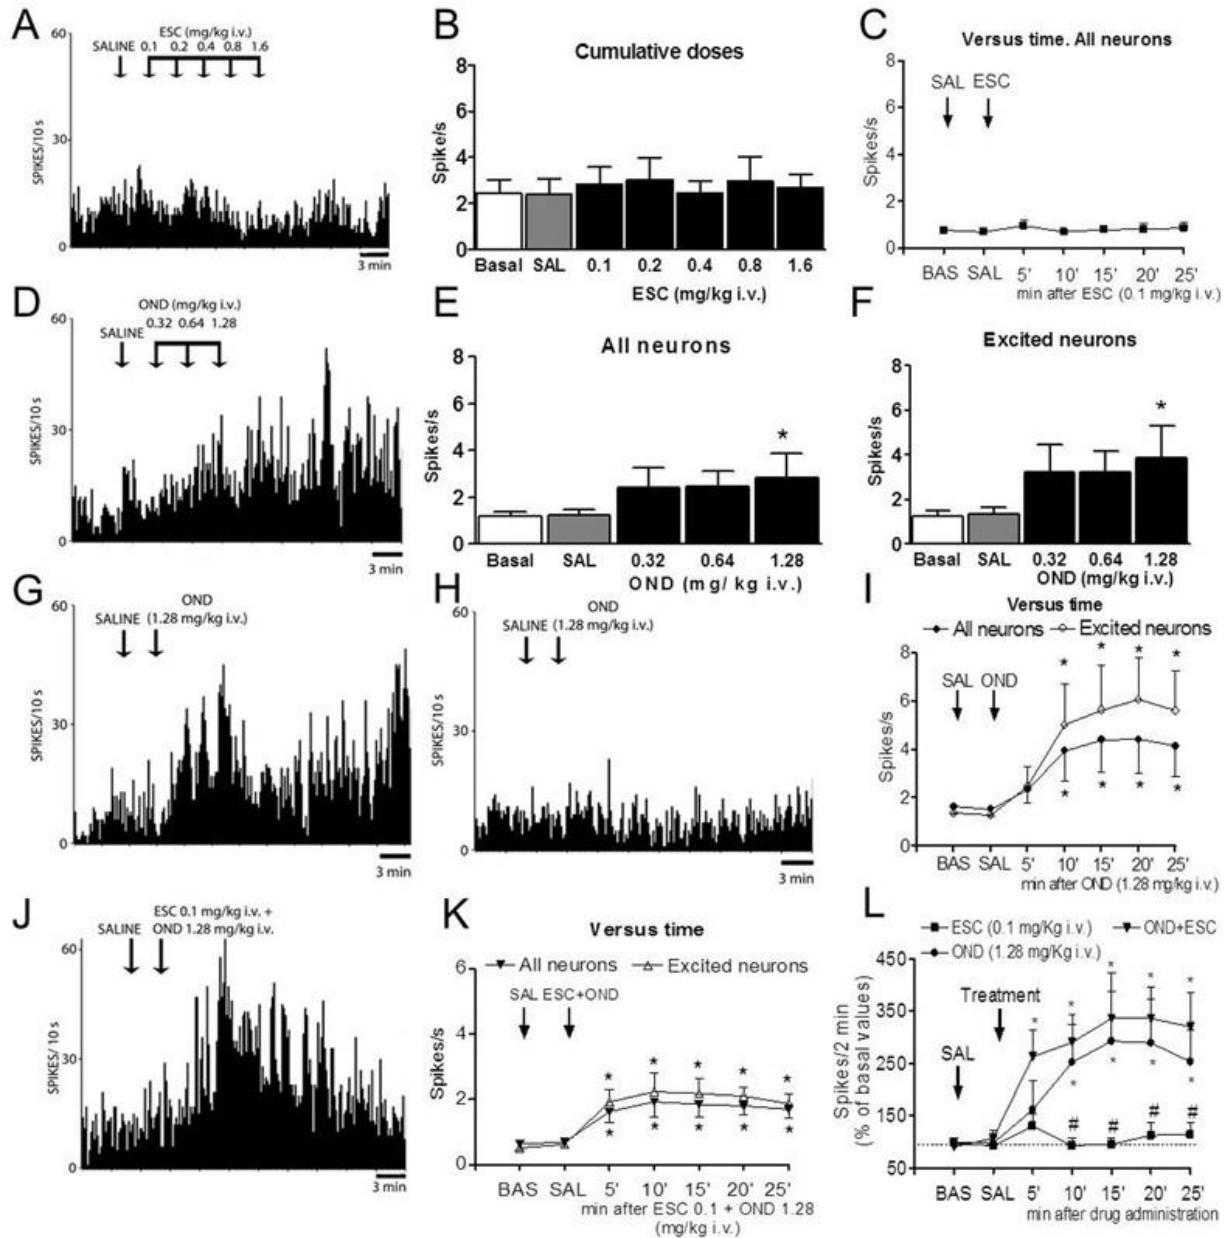 A
ESC (mg/kg i.v.)
SALINE 0.1 0.2 0.4 0.8 1.6
60
30
0
SPIKES/10 s
3 min
B
Cumulative doses
8
6
4
2
0
Spike/s
Basal SAL 0.1 0.2 0.4 0.8 1.6
ESC (mg/kg i.v.)
C
Versus time. All neurons
SAL ESC
8
6
4
2
0
Spikes/s
BAS SAL 5' 10' 15' 20' 25'
min after ESC (0.1 mg/kg i.v.)
D
OND (mg/kg i.v.)
0.32 0.64 1.28
SALINE
60
30
0
SPIKES/10 s
3 min
E
All neurons
8
6
4
2
0
Spikes/s
*
Basal SAL 0.32 0.64 1.28
OND (mg/ kg i.v.)
F
Excited neurons
8
6
4
2
0
Spikes/s
*
Basal SAL 0.32 0.64 1.28
OND (mg/kg i.v.)
G
OND
SALINE (1.28 mg/kg i.v.)
60
30
0
SPIKES/10 s
3 min
H
OND
SALINE (1.28 mg/kg i.v.)
60
30
0
SPIKES/10 s
3 min
I
Versus time
All neurons Excited neurons
SAL OND
8
6
4
2
0
Spikes/s
* * * *
* * * *
BAS SAL 5' 10' 15' 20' 25'
min after OND (1.28 mg/kg i.v.)
J
ESC 0.1 mg/kg i.v. +
SALINE OND 1.28 mg/kg i.v.
60
30
0
SPIKES/ 10 s
3 min
K
Versus time
All neurons Excited neurons
SAL ESC+OND
6
4
2
0
Spikes/s
* * * * *
* * * * *
BAS SAL 5' 10' 15' 20' 25'
min after ESC 0.1 + OND 1.28
(mg/kg i.v.)
L
ESC (0.1 mg/Kg i.v.) OND+ESC
OND (1.28 mg/Kg i.v.)
450
350
250
150
50
Spikes/2 min
(% of basal values)
Treatment
SAL
* * * * *
* * * *
# # # #
BAS SAL 5' 10' 15' 20' 25'
min after drug administration